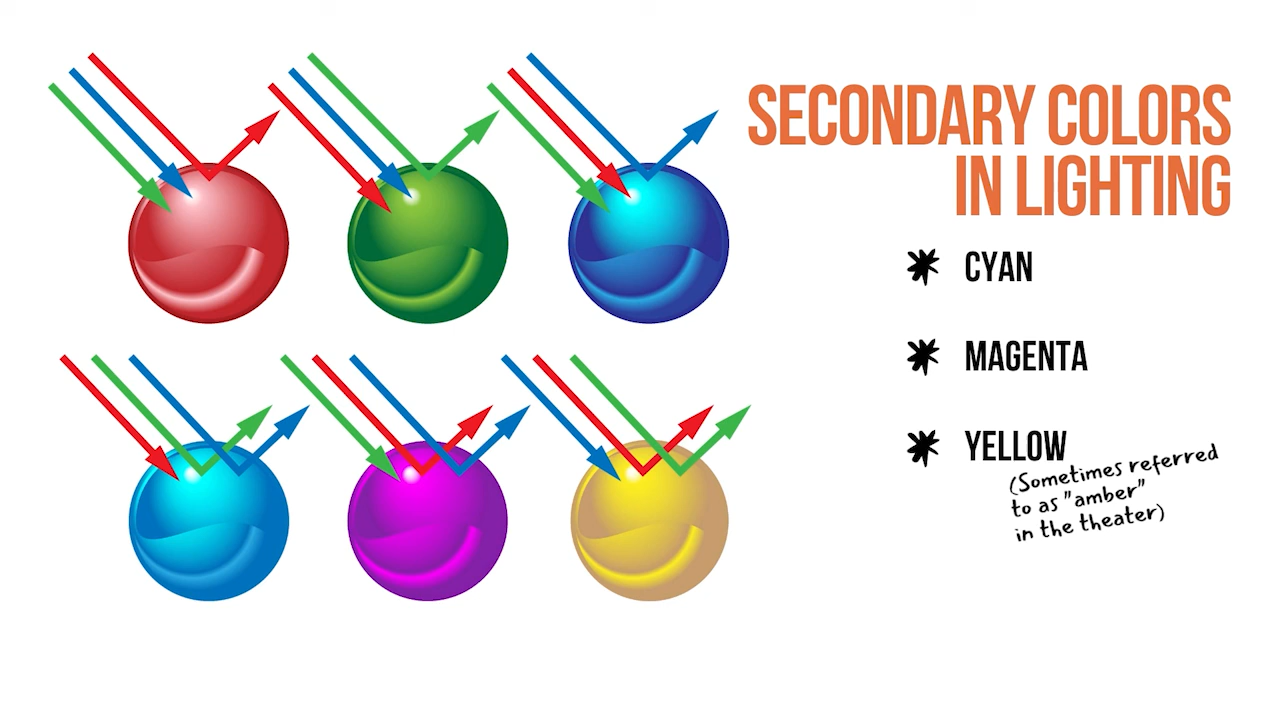 SECONDARY COLORS
IN LIGHTING
CYAN
MAGENTA
YELLOW
(Sometimes referred
to as "amber"
in the theater)